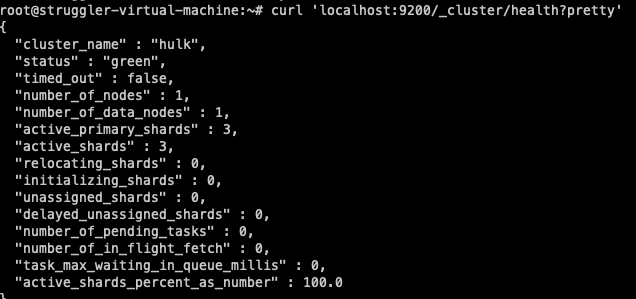 root@struggler-virtual-machine:~# curl 'localhost:9200/_cluster/health?pretty'
{
  "cluster_name" : "hulk",
  "status" : "green",
  "timed_out" : false,
  "number_of_nodes" : 1,
  "number_of_data_nodes" : 1,
  "active_primary_shards" : 3,
  "active_shards" : 3,
  "relocating_shards" : 0,
  "initializing_shards" : 0,
  "unassigned_shards" : 0,
  "delayed_unassigned_shards" : 0,
  "number_of_pending_tasks" : 0,
  "number_of_in_flight_fetch" : 0,
  "task_max_waiting_in_queue_millis" : 0,
  "active_shards_percent_as_number" : 100.0
}